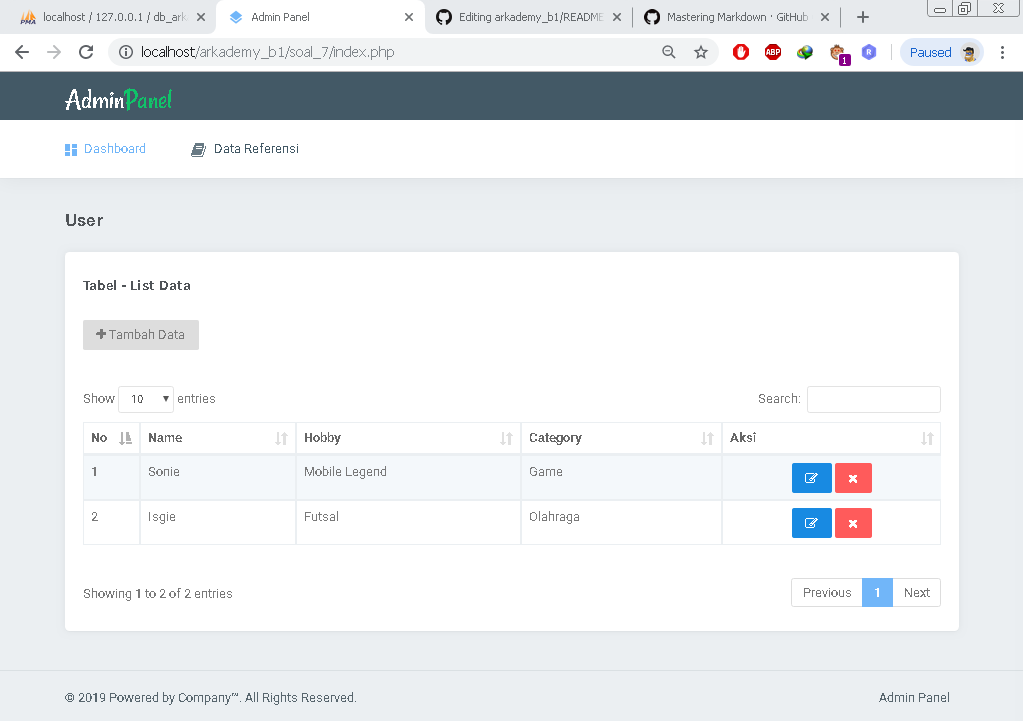 localhost / 127.0.0.1 / db_ark
Admin Panel
Editing arkademy_b1/README
Mastering Markdown · GitHub
localhost/arkademy_b1/soal_7/index.php
ABP
1
R
Paused
AdminPanel
Dashboard
Data Referensi
User
Tabel - List Data
Tambah Data
Show 10 entries
Search:
No Name Hobby Category Aksi
1 Sonie Mobile Legend Game
2 Isgie Futsal Olahraga
Showing 1 to 2 of 2 entries
Previous 1 Next
© 2019 Powered by Company™. All Rights Reserved.
Admin Panel